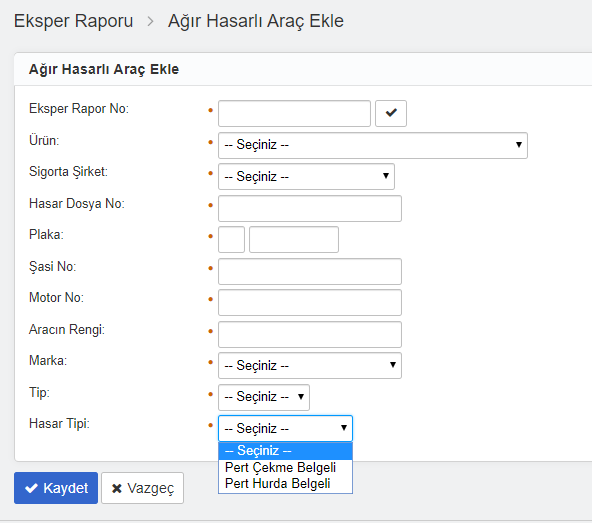 Eksper Raporu > Ağır Hasarlı Araç Ekle
Ağır Hasarlı Araç Ekle
Eksper Rapor No:
Ürün: -- Seçiniz --
Sigorta Şirket: -- Seçiniz --
Hasar Dosya No:
Plaka:
Şasi No:
Motor No:
Aracın Rengi:
Marka: -- Seçiniz --
Tip: -- Seçiniz --
Hasar Tipi: -- Seçiniz --
-- Seçiniz --
Pert Çekme Belgeli
Pert Hurda Belgeli
Kaydet Vazgeç